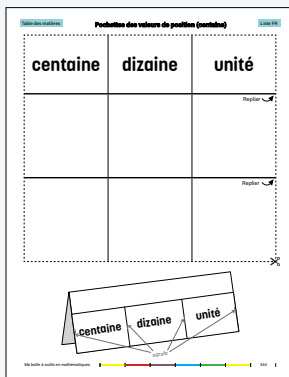 Table des matières
Pochettes des valeurs de position (centaine)
Liste FR
centaine dizaine unité
Replier
Replier
centaine dizaine unité
Ma boîte à outils en mathématiques